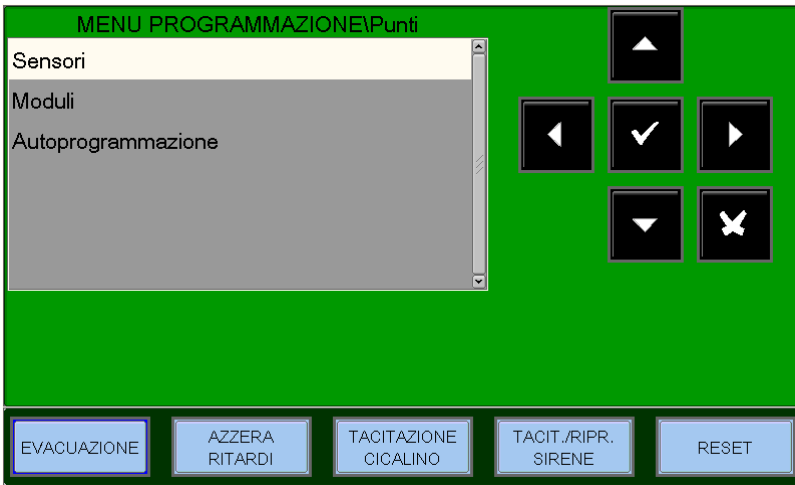 MENU PROGRAMMAZIONE\Punti
Sensori
Moduli
Autoprogrammazione
EVACUAZIONE
AZZERA
RITARDI
TACITAZIONE
CICALINO
TACIT./RIPR.
SIRENE
RESET